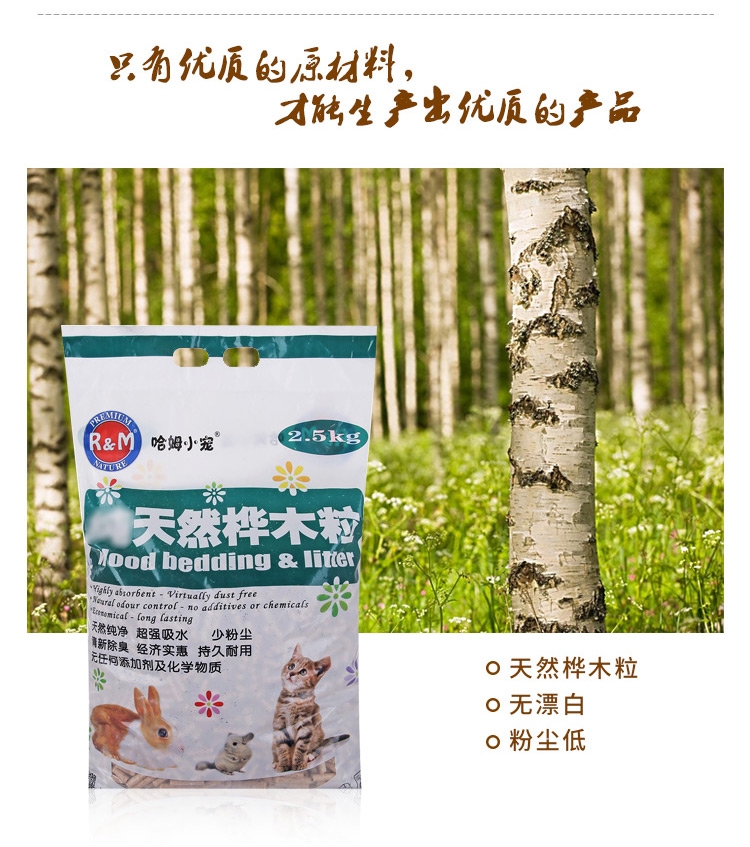 只有优质的原材料，
才能生产出优质的产品
PREMIUM
R&M
NATURE
哈姆小宠®
2.5kg
天然桦木粒
Wood bedding & litter
Highly absorbent - Virtually dust free
Natural odour control - no additives or chemicals
Economical - long lasting
天然纯净 超强吸水 少粉尘
清新除臭 经济实惠 持久耐用
无任何添加剂及化学物质
天然桦木粒
无漂白
粉尘低